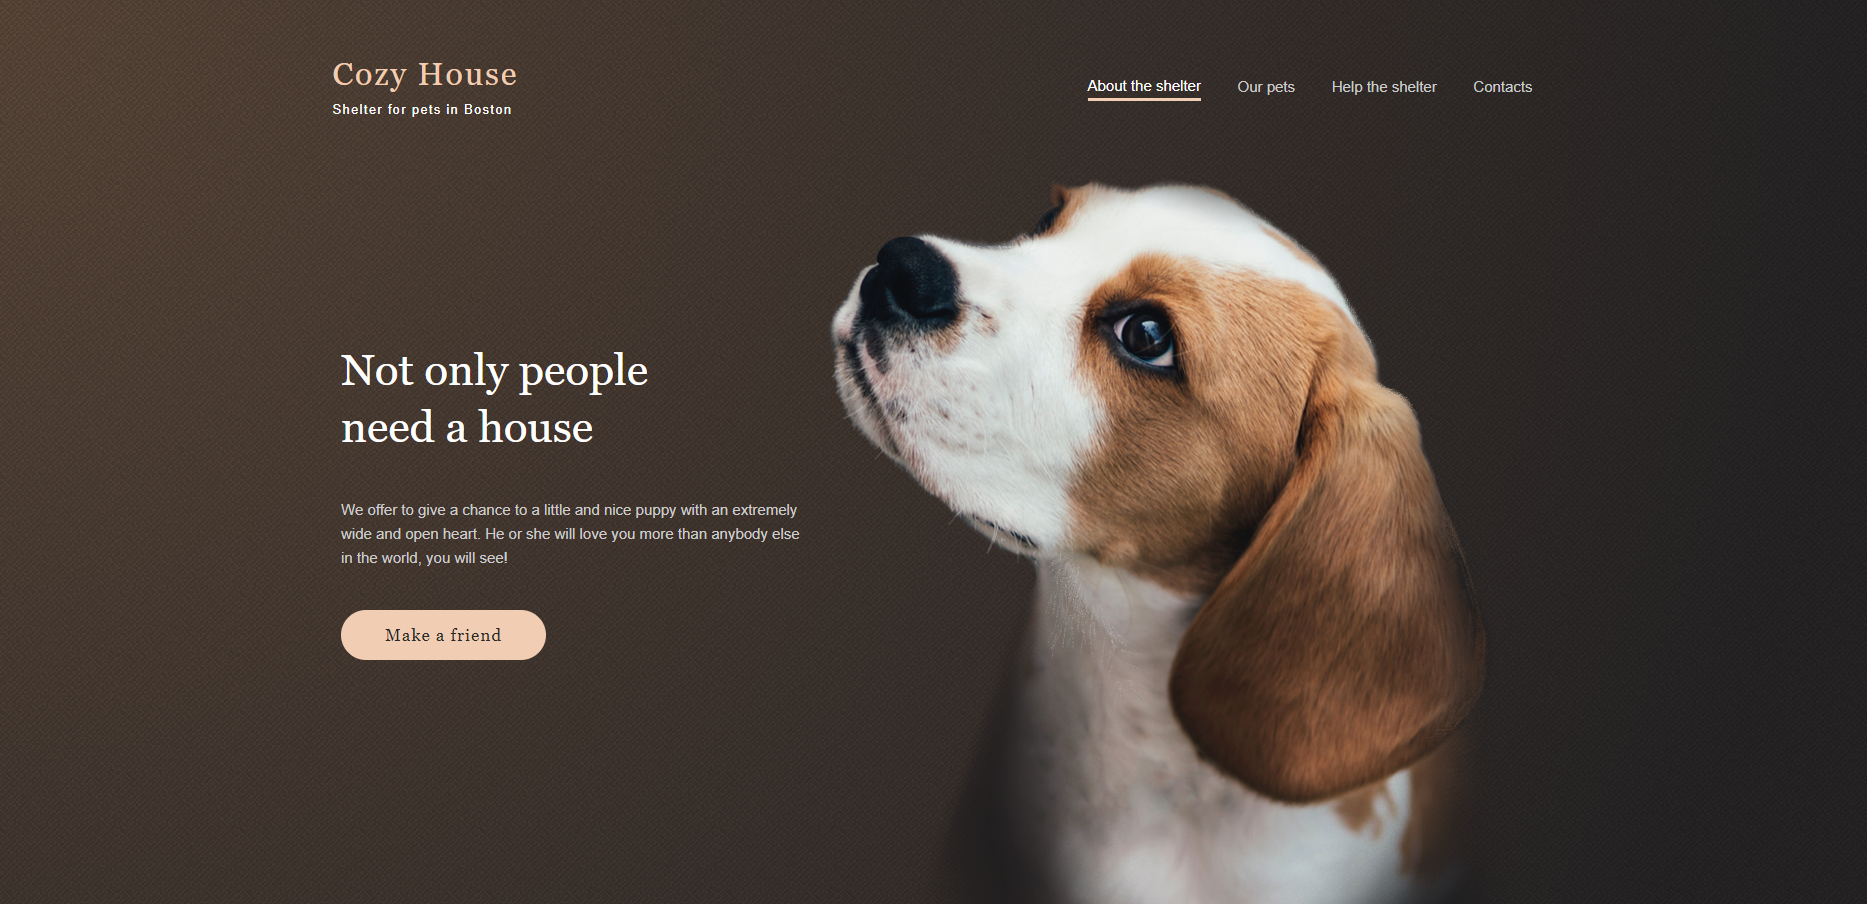 Cozy House
Shelter for pets in Boston
About the shelter
Our pets
Help the shelter
Contacts
Not only people
need a house
We offer to give a chance to a little and nice puppy with an extremely
wide and open heart. He or she will love you more than anybody else
in the world, you will see!
Make a friend